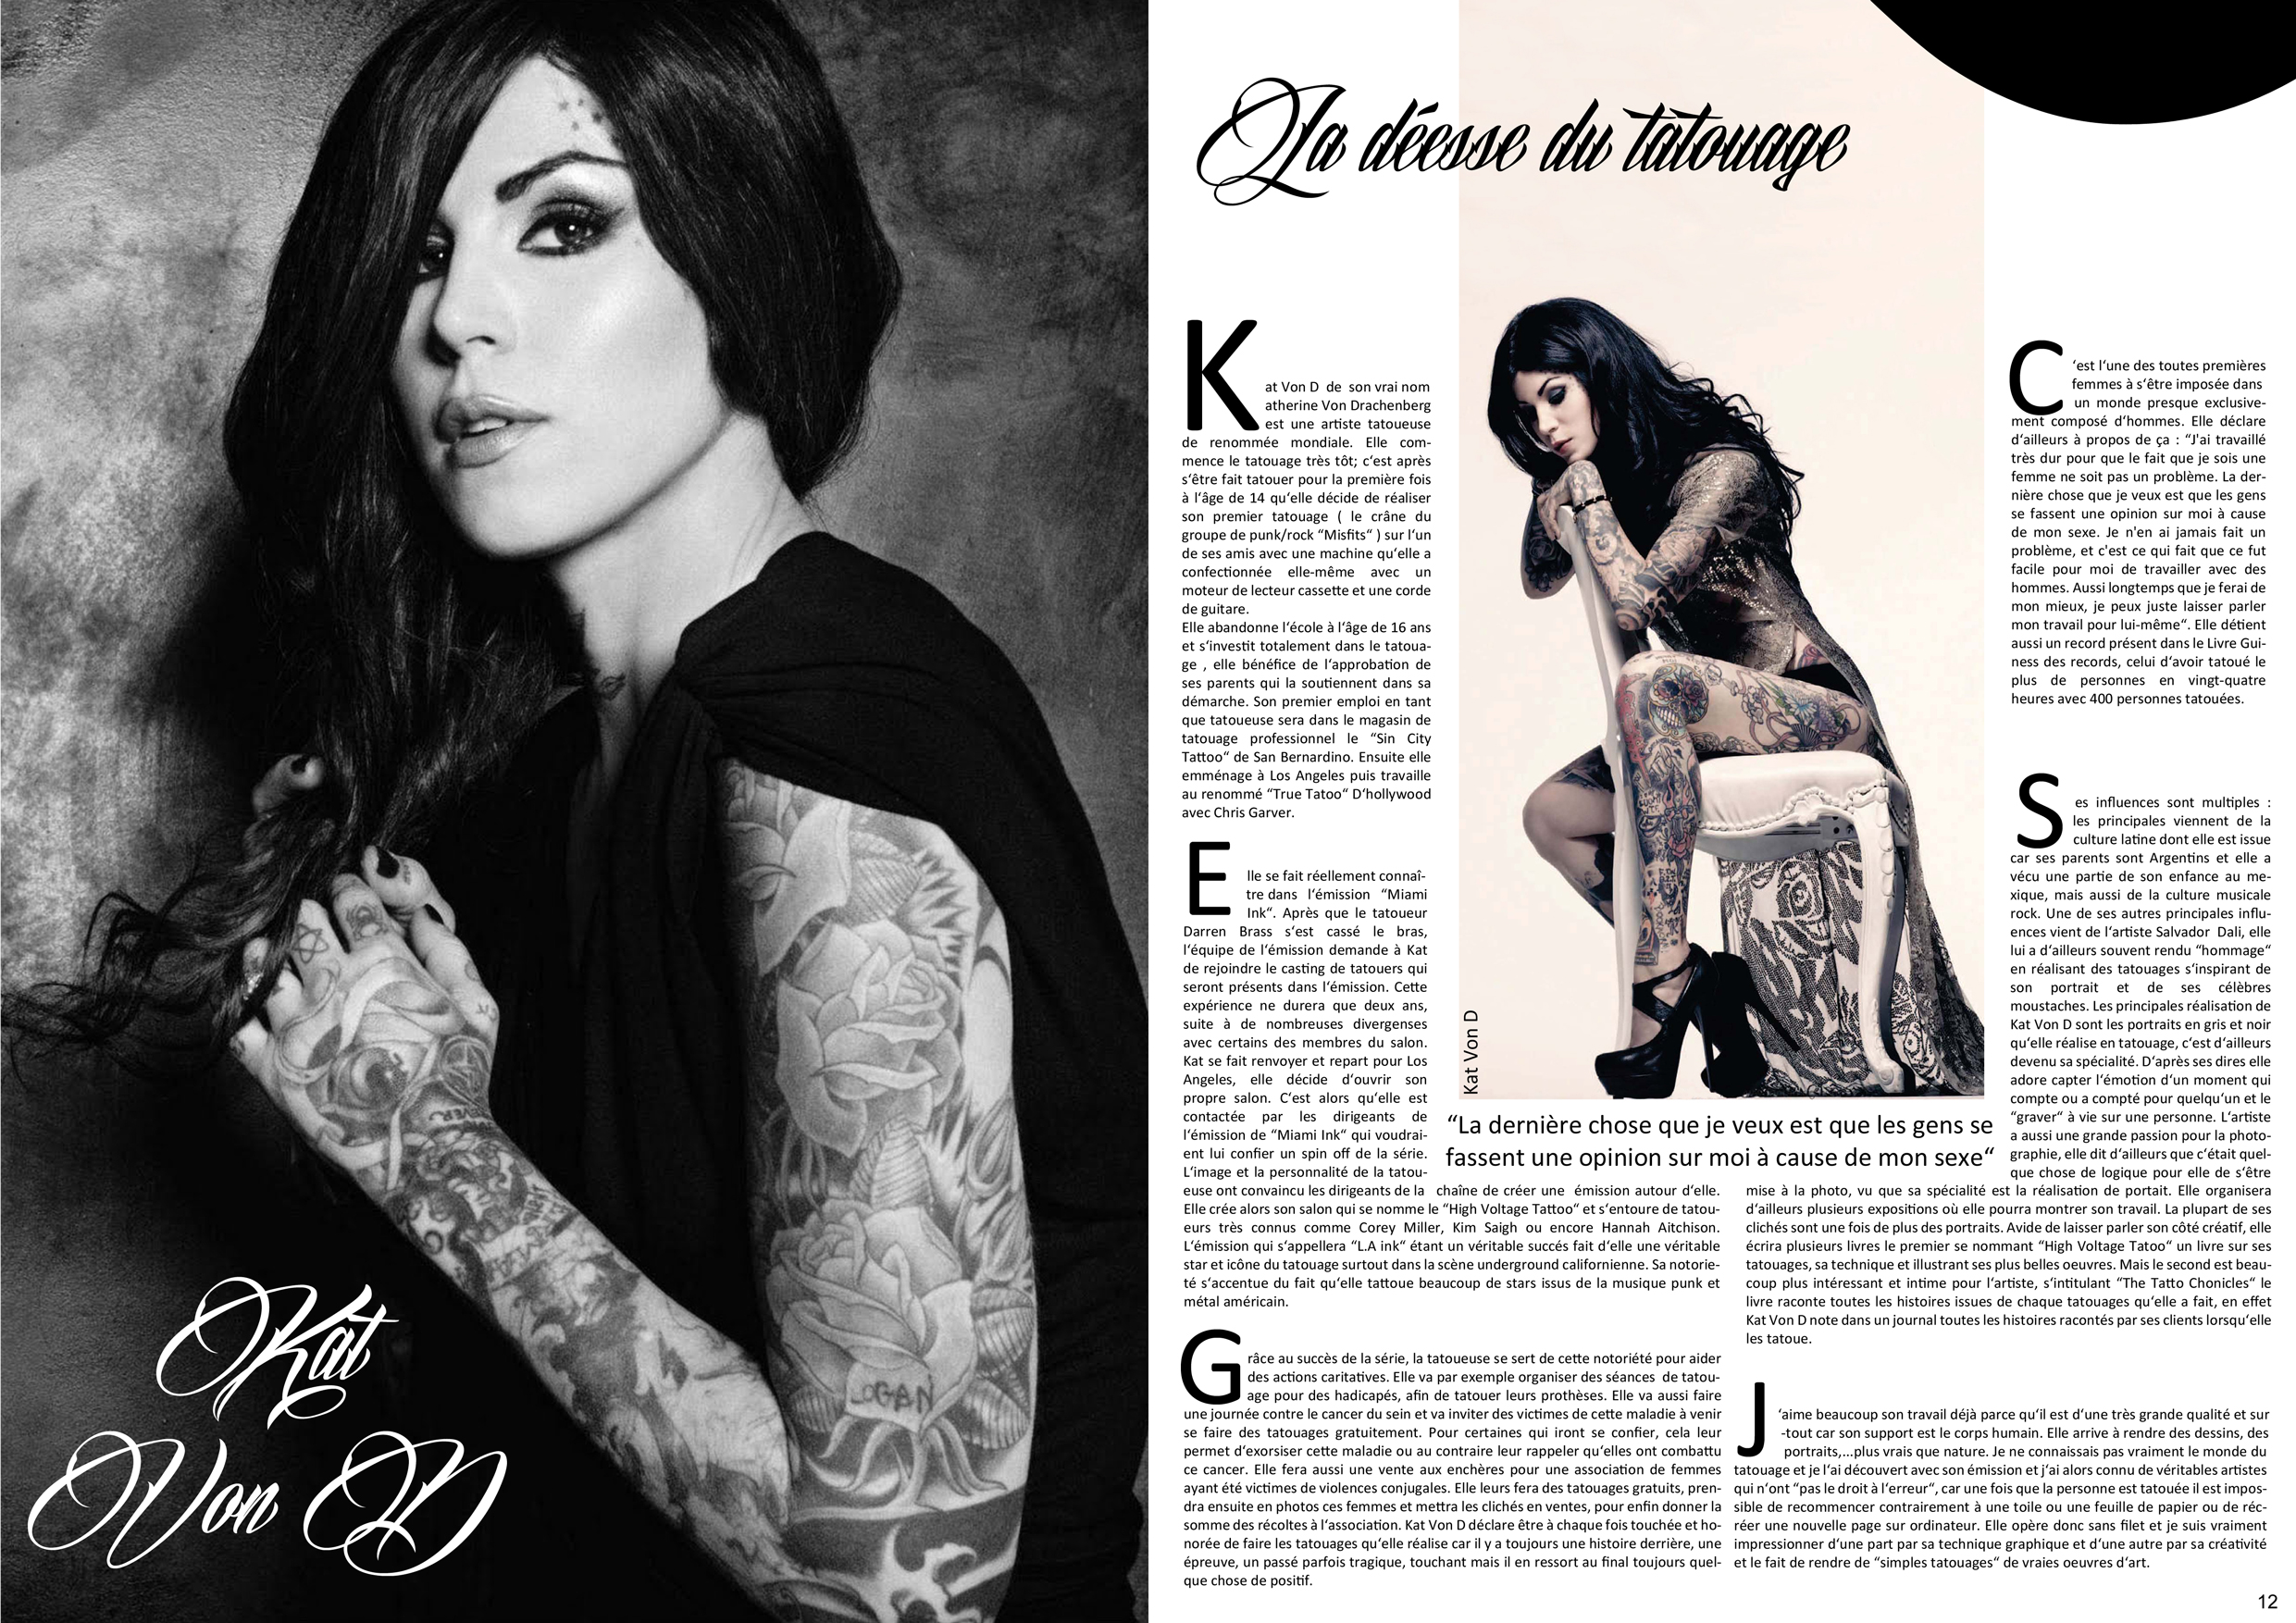 Kat
Von D
La déesse du tatouage
Kat Von D de son vrai nom
atherine Von Drachenberg
est une artiste tatoueuse
de renommée mondiale. Elle com-
mence le tatouage très tôt; c‘est après
s‘être fait tatouer pour la première fois
à l‘âge de 14 qu‘elle décide de réaliser
son premier tatouage ( le crâne du
groupe de punk/rock “Misfits“ ) sur l‘un
de ses amis avec une machine qu‘elle a
confectionnée elle-même avec un
moteur de lecteur cassette et une corde
de guitare.
Elle abandonne l‘école à l‘âge de 16 ans
et s‘investit totalement dans le tatoua-
ge , elle bénéfice de l‘approbation de
ses parents qui la soutiennent dans sa
démarche. Son premier emploi en tant
que tatoueuse sera dans le magasin de
tatouage professionnel le “Sin City
Tattoo“ de San Bernardino. Ensuite elle
emménage à Los Angeles puis travaille
au renommé “True Tatoo“ D‘hollywood
avec Chris Garver.
Elle se fait réellement connaî-
tre dans l‘émission “Miami
Ink“. Après que le tatoueur
Darren Brass s‘est cassé le bras,
l‘équipe de l‘émission demande à Kat
de rejoindre le casting de tatouers qui
seront présents dans l‘émission. Cette
expérience ne durera que deux ans,
suite à de nombreuses divergenses
avec certains des membres du salon.
Kat se fait renvoyer et repart pour Los
Angeles, elle décide d‘ouvrir son
propre salon. C‘est alors qu‘elle est
contactée par les dirigeants de
l‘émission de “Miami Ink“ qui voudrai-
ent lui confier un spin off de la série.
L‘image et la personnalité de la tatou-
euse ont convaincu les dirigeants de la chaîne de créer une émission autour d‘elle.
Elle crée alors son salon qui se nomme le “High Voltage Tattoo“ et s‘entoure de tatou-
eurs très connus comme Corey Miller, Kim Saigh ou encore Hannah Aitchison.
L‘émission qui s‘appellera “L.A ink“ étant un véritable succés fait d‘elle une véritable
star et icône du tatouage surtout dans la scène underground californienne. Sa notorie-
té s‘accentue du fait qu‘elle tattoue beaucoup de stars issus de la musique punk et
métal américain.
Grâce au succès de la série, la tatoueuse se sert de cette notoriété pour aider
des actions caritatives. Elle va par exemple organiser des séances de tatou-
age pour des hadicapés, afin de tatouer leurs prothèses. Elle va aussi faire
une journée contre le cancer du sein et va inviter des victimes de cette maladie à venir
se faire des tatouages gratuitement. Pour certaines qui iront se confier, cela leur
permet d‘exorsiser cette maladie ou au contraire leur rappeler qu‘elles ont combattu
ce cancer. Elle fera aussi une vente aux enchères pour une association de femmes
ayant été victimes de violences conjugales. Elle leurs fera des tatouages gratuits, pren-
dra ensuite en photos ces femmes et mettra les clichés en ventes, pour enfin donner la
somme des récoltes à l‘association. Kat Von D déclare être à chaque fois touchée et ho-
norée de faire les tatouages qu‘elle réalise car il y a toujours une histoire derrière, une
épreuve, un passé parfois tragique, touchant mais il en ressort au final toujours quel-
que chose de positif.
Kat Von D
“La dernière chose que je veux est que les gens se
fassent une opinion sur moi à cause de mon sexe“
C‘est l‘une des toutes premières
femmes à s‘être imposée dans
un monde presque exclusive-
ment composé d‘hommes. Elle déclare
d‘ailleurs à propos de ça : “J'ai travaillé
très dur pour que le fait que je sois une
femme ne soit pas un problème. La der-
nière chose que je veux est que les gens
se fassent une opinion sur moi à cause
de mon sexe. Je n'en ai jamais fait un
problème, et c'est ce qui fait que ce fut
facile pour moi de travailler avec des
hommes. Aussi longtemps que je ferai de
mon mieux, je peux juste laisser parler
mon travail pour lui-même“. Elle détient
aussi un record présent dans le Livre Gui-
ness des records, celui d‘avoir tatoué le
plus de personnes en vingt-quatre
heures avec 400 personnes tatouées.
Ses influences sont multiples :
les principales viennent de la
culture latine dont elle est issue
car ses parents sont Argentins et elle a
vécu une partie de son enfance au me-
xique, mais aussi de la culture musicale
rock. Une de ses autres principales influ-
ences vient de l‘artiste Salvador Dali, elle
lui a d‘ailleurs souvent rendu “hommage“
en réalisant des tatouages s‘inspirant de
son portrait et de ses célèbres
moustaches. Les principales réalisation de
Kat Von D sont les portraits en gris et noir
qu‘elle réalise en tatouage, c‘est d‘ailleurs
devenu sa spécialité. D‘après ses dires elle
adore capter l‘émotion d‘un moment qui
compte ou a compté pour quelqu‘un et le
“graver“ à vie sur une personne. L‘artiste
a aussi une grande passion pour la photo-
graphie, elle dit d‘ailleurs que c‘était quel-
que chose de logique pour elle de s‘être
mise à la photo, vu que sa spécialité est la réalisation de portait. Elle organisera
d‘ailleurs plusieurs expositions où elle pourra montrer son travail. La plupart de ses
clichés sont une fois de plus des portraits. Avide de laisser parler son côté créatif, elle
écrira plusieurs livres le premier se nommant “High Voltage Tatoo“ un livre sur ses
tatouages, sa technique et illustrant ses plus belles oeuvres. Mais le second est beau-
coup plus intéressant et intime pour l‘artiste, s‘intitulant “The Tatto Chonicles“ le
livre raconte toutes les histoires issues de chaque tatouages qu‘elle a fait, en effet
Kat Von D note dans un journal toutes les histoires racontés par ses clients lorsqu‘elle
les tatoue.
J‘aime beaucoup son travail déjà parce qu‘il est d‘une très grande qualité et sur
-tout car son support est le corps humain. Elle arrive à rendre des dessins, des
portraits,...plus vrais que nature. Je ne connaissais pas vraiment le monde du
tatouage et je l‘ai découvert avec son émission et j‘ai alors connu de véritables artistes
qui n‘ont “pas le droit à l‘erreur“, car une fois que la personne est tatouée il est impos-
sible de recommencer contrairement à une toile ou une feuille de papier ou de réc-
réer une nouvelle page sur ordinateur. Elle opère donc sans filet et je suis vraiment
impressionner d‘une part par sa technique graphique et d‘une autre par sa créativité
et le fait de rendre de “simples tatouages“ de vraies oeuvres d‘art.
LOGAN
12